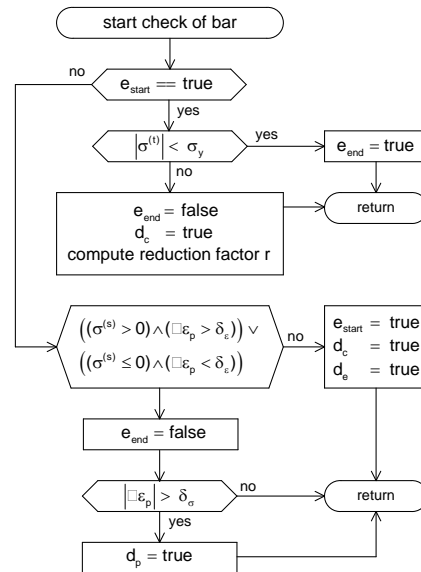 start check of bar
no
e_start == true
yes
|σ^(t)| < σ_y
yes
e_end = true
no
e_end = false
d_c = true
compute reduction factor r
return
((σ^(s) > 0) ∧ (□ε_p > δ_ε)) ∨
((σ^(s) ≤ 0) ∧ (□ε_p < δ_ε))
no
e_start = true
d_c = true
d_e = true
e_end = false
|□ε_p| > δ_σ
no
return
yes
d_p = true